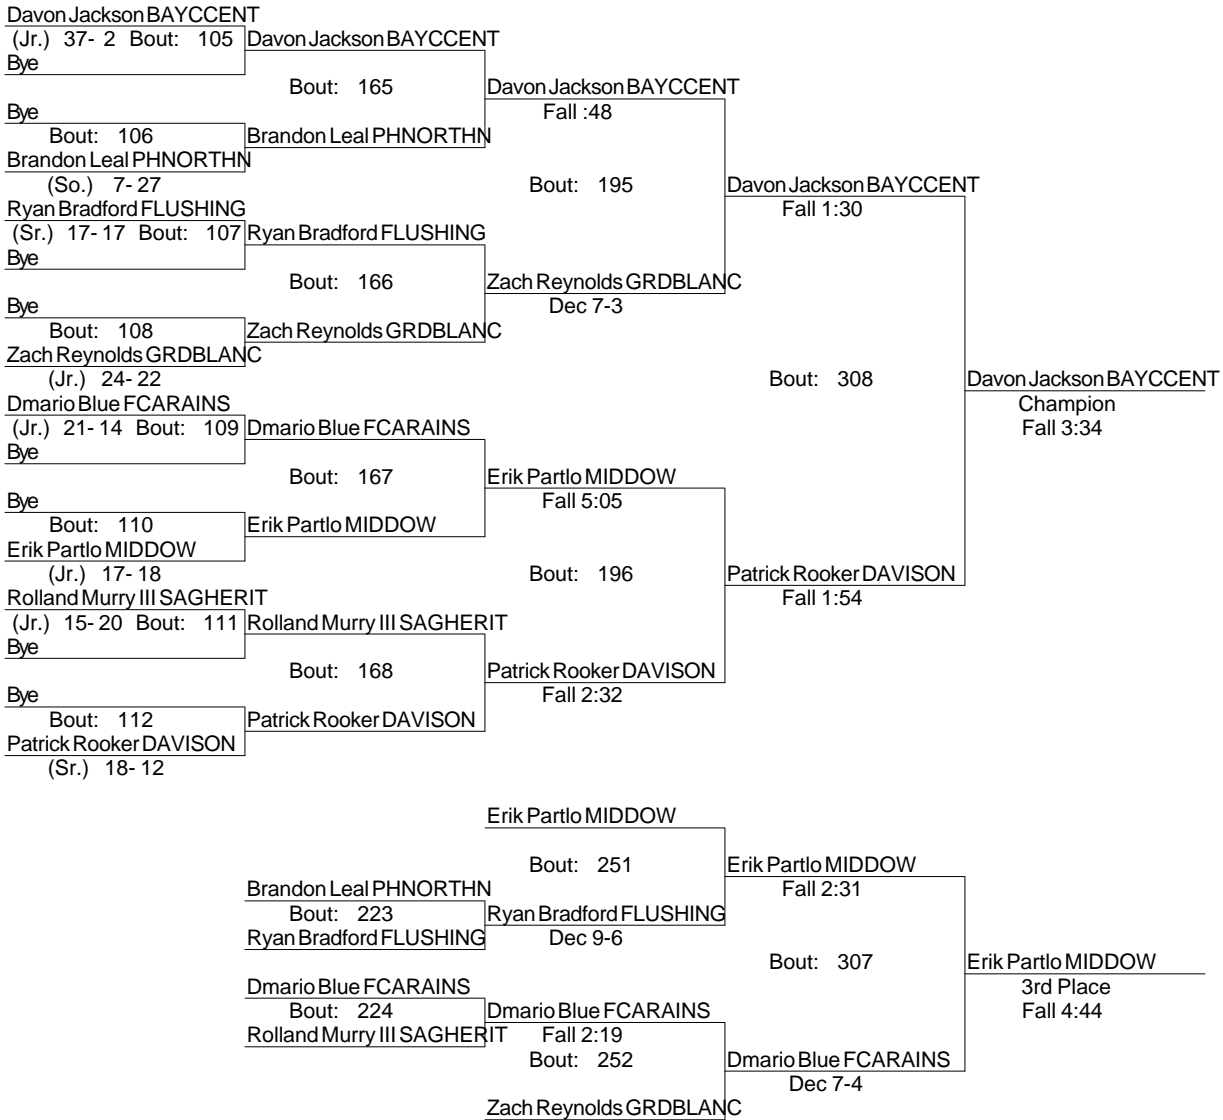 Davon Jackson BAYCCENT
(Jr.) 37- 2 Bout: 105 Davon Jackson BAYCCENT
Bye
Bout: 165 Davon Jackson BAYCCENT
Bye Fall :48
Bout: 106 Brandon Leal PHNORTHN
Brandon Leal PHNORTHN
(So.) 7- 27 Bout: 195 Davon Jackson BAYCCENT
Ryan Bradford FLUSHING Fall 1:30
(Sr.) 17- 17 Bout: 107 Ryan Bradford FLUSHING
Bye
Bout: 166 Zach Reynolds GRDBLANC
Bye Dec 7-3
Bout: 108 Zach Reynolds GRDBLANC
Zach Reynolds GRDBLANC
(Jr.) 24- 22 Bout: 308 Davon Jackson BAYCCENT
Dmario Blue FCARAINS Champion
(Jr.) 21- 14 Bout: 109 Dmario Blue FCARAINS Fall 3:34
Bye
Bout: 167 Erik Partlo MIDDOW
Bye Fall 5:05
Bout: 110 Erik Partlo MIDDOW
Erik Partlo MIDDOW
(Jr.) 17- 18 Bout: 196 Patrick Rooker DAVISON
Rolland Murry III SAGHERIT Fall 1:54
(Jr.) 15- 20 Bout: 111 Rolland Murry III SAGHERIT
Bye
Bout: 168 Patrick Rooker DAVISON
Bye Fall 2:32
Bout: 112 Patrick Rooker DAVISON
Patrick Rooker DAVISON
(Sr.) 18- 12
Erik Partlo MIDDOW
Bout: 251 Erik Partlo MIDDOW
Brandon Leal PHNORTHN Fall 2:31
Bout: 223 Ryan Bradford FLUSHING
Ryan Bradford FLUSHING Dec 9-6
Bout: 307 Erik Partlo MIDDOW
Dmario Blue FCARAINS 3rd Place
Bout: 224 Dmario Blue FCARAINS Fall 4:44
Rolland Murry III SAGHERIT Fall 2:19
Bout: 252 Dmario Blue FCARAINS
Dec 7-4
Zach Reynolds GRDBLANC